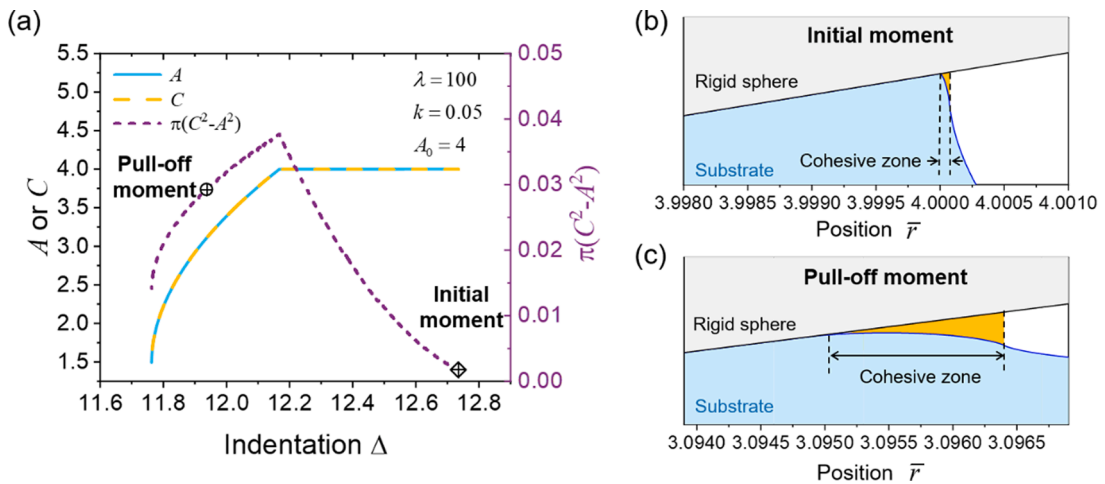 (a)
5.5
5.0
4.5
4.0
3.5
3.0
2.5
2.0
1.5
A or C
A
C
π(C²-A²)
λ = 100
k = 0.05
A₀ = 4
Pull-off
moment
Initial
moment
0.05
0.04
0.03
0.02
0.01
0.00
π(C²-A²)
11.6 11.8 12.0 12.2 12.4 12.6 12.8
Indentation Δ
(b)
Initial moment
Rigid sphere
Cohesive zone
Substrate
3.9980 3.9985 3.9990 3.9995 4.0000 4.0005 4.0010
Position r̅
(c)
Pull-off moment
Rigid sphere
Cohesive zone
Substrate
3.0940 3.0945 3.0950 3.0955 3.0960 3.0965
Position r̅